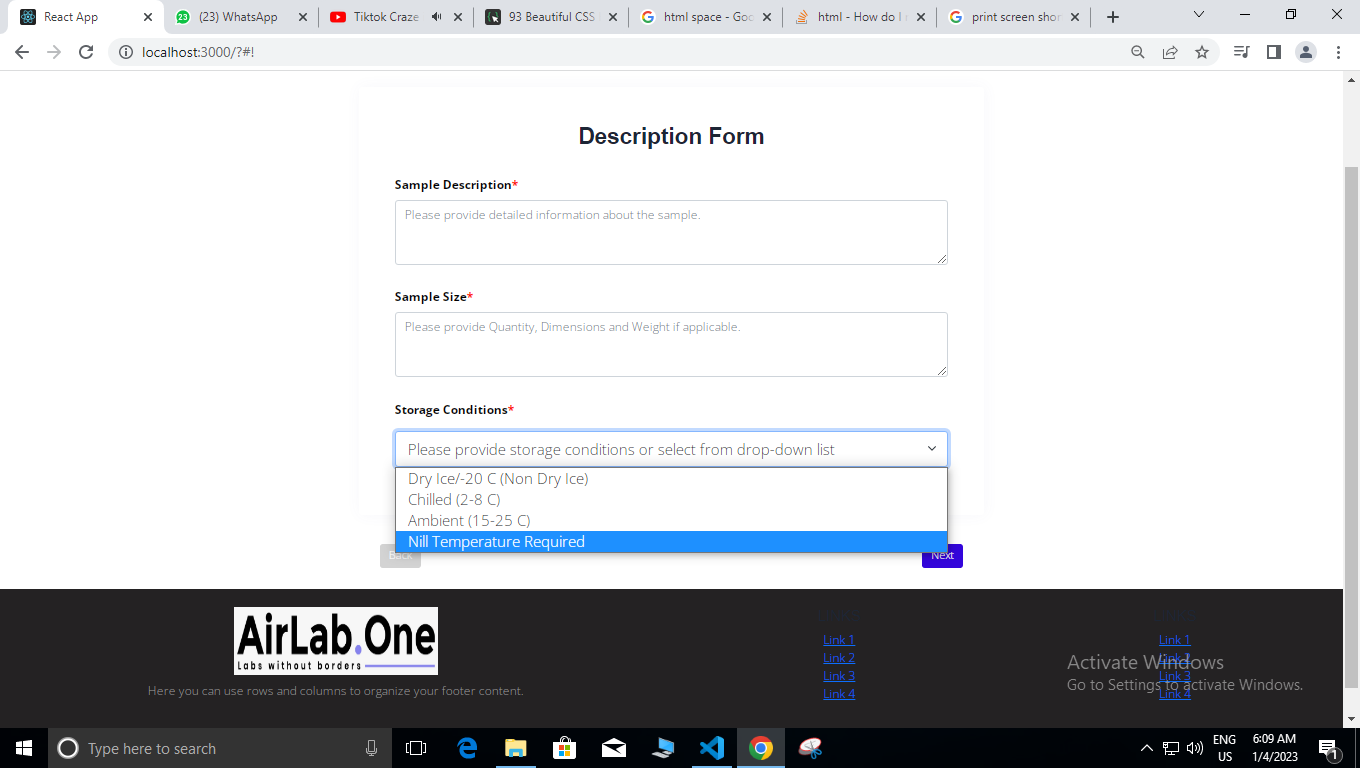 React App
(23) WhatsApp
Tiktok Craze
93 Beautiful CSS
html space - Goo
html - How do I
print screen shor
localhost:3000/?#!
Description Form
Sample Description*
Please provide detailed information about the sample.
Sample Size*
Please provide Quantity, Dimensions and Weight if applicable.
Storage Conditions*
Please provide storage conditions or select from drop-down list
Dry Ice/-20 C (Non Dry Ice)
Chilled (2-8 C)
Ambient (15-25 C)
Nill Temperature Required
Back
Next
AirLab.One
Labs without borders
Here you can use rows and columns to organize your footer content.
Link 1
Link 2
Link 3
Link 4
Link 1
Link 2
Link 3
Link 4
Activate Windows
Go to Settings to activate Windows.
Type here to search
ENG
US
6:09 AM
1/4/2023
1